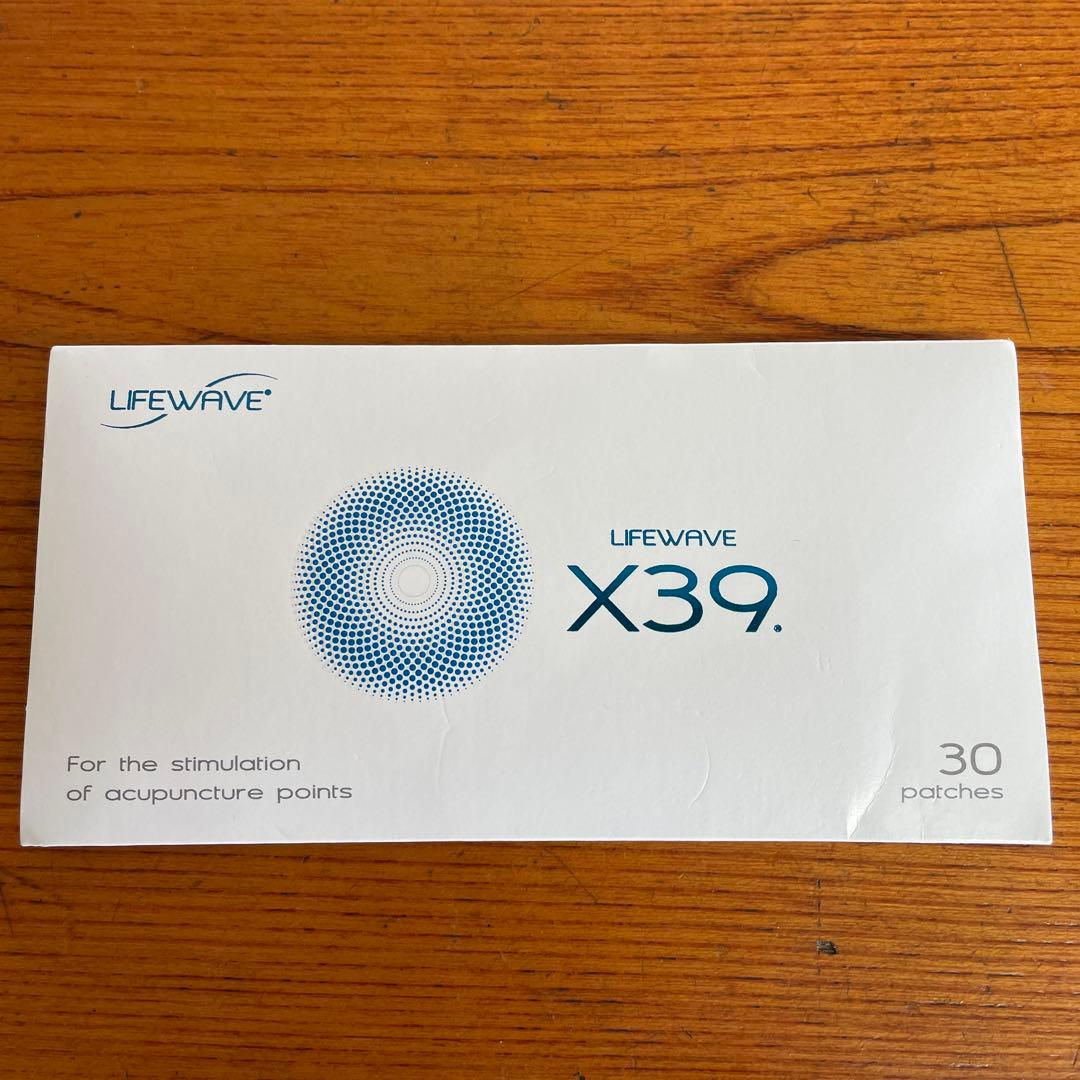 LIFEWAVE
LIFEWAVE
X39®
For the stimulation
of acupuncture points
30
patches